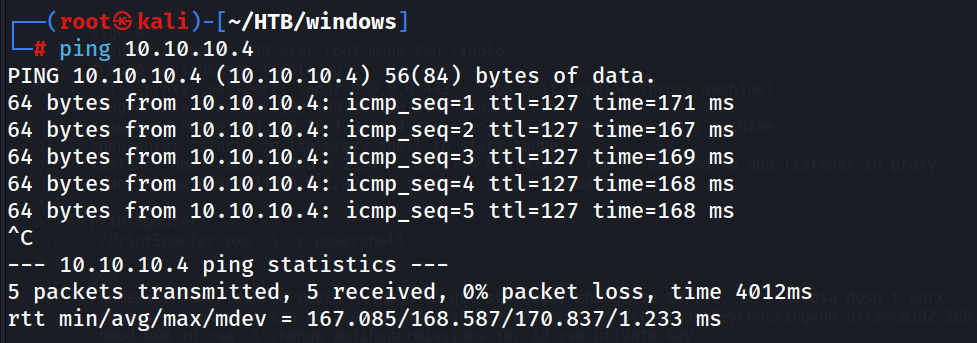 ┌──(root㉿kali)-[~/HTB/windows]
└─# ping 10.10.10.4
PING 10.10.10.4 (10.10.10.4) 56(84) bytes of data.
64 bytes from 10.10.10.4: icmp_seq=1 ttl=127 time=171 ms
64 bytes from 10.10.10.4: icmp_seq=2 ttl=127 time=167 ms
64 bytes from 10.10.10.4: icmp_seq=3 ttl=127 time=169 ms
64 bytes from 10.10.10.4: icmp_seq=4 ttl=127 time=168 ms
64 bytes from 10.10.10.4: icmp_seq=5 ttl=127 time=168 ms
^C
--- 10.10.10.4 ping statistics ---
5 packets transmitted, 5 received, 0% packet loss, time 4012ms
rtt min/avg/max/mdev = 167.085/168.587/170.837/1.233 ms